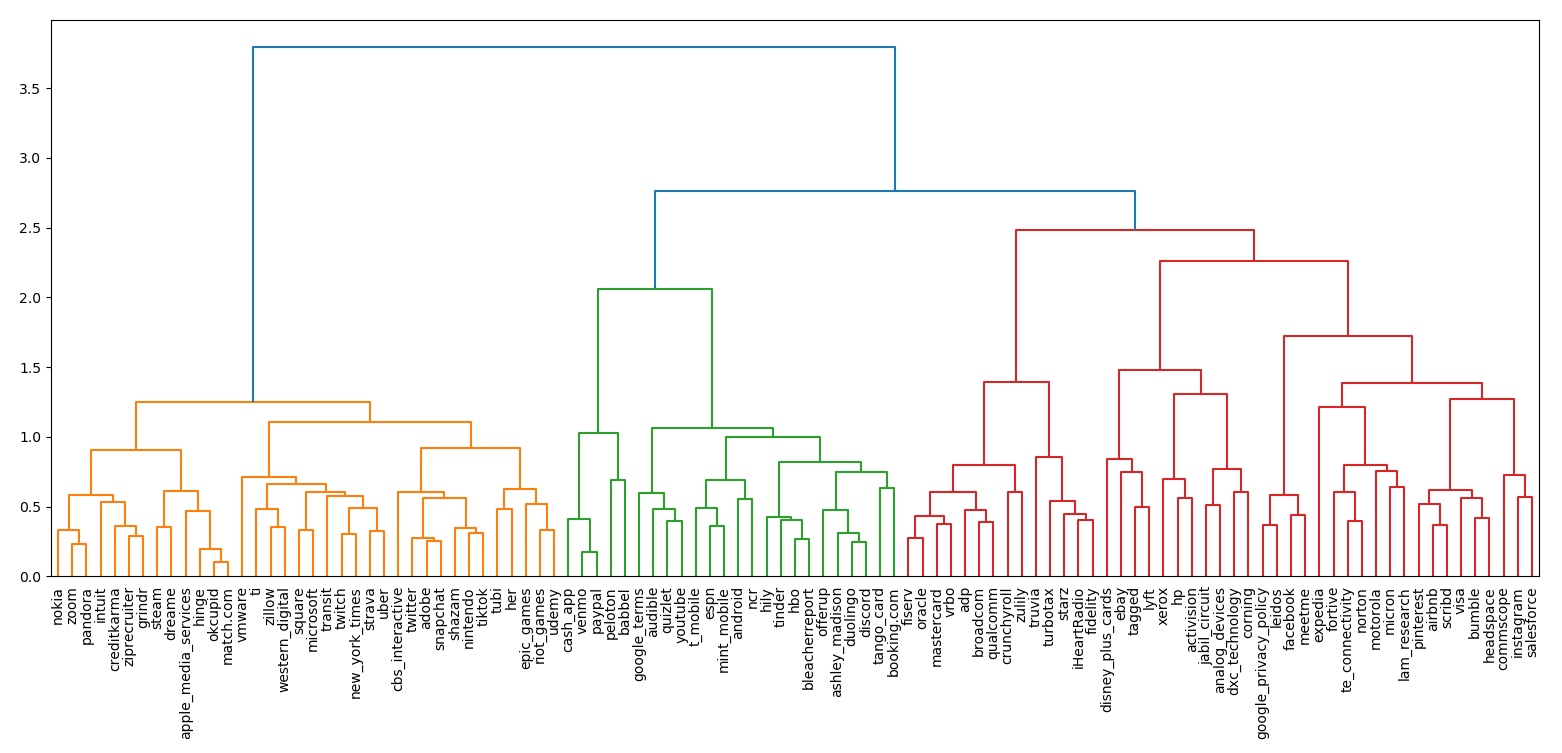 3.5
3.0
2.5
2.0
1.5
1.0
0.5
0.0
nokia
zoom
pandora
intuit
creditkarma
ziprecruiter
grindr
steam
dreame
apple_media_services
hinge
okcupid
match.com
vmware
ti
zillow
western_digital
square
microsoft
transit
twitch
new_york_times
strava
uber
cbs_interactive
twitter
adobe
snapchat
shazam
nintendo
tiktok
tubi
her
epic_games
riot_games
udemy
cash_app
venmo
paypal
peloton
babbel
google_terms
audible
quizlet
youtube
t_mobile
espn
mint_mobile
android
ncr
hily
tinder
hbo
bleacherreport
offerup
ashley_madison
duolingo
discord
tango_card
booking.com
fiserv
oracle
mastercard
vrbo
adp
broadcom
qualcomm
crunchyroll
zulily
truvia
turbotax
starz
iHeartRadio
fidelity
disney_plus_cards
ebay
tagged
lyft
xerox
hp
activision
jabil_circuit
analog_devices
dxc_technology
corning
google_privacy_policy
leidos
facebook
meetme
expedia
fortive
te_connectivity
norton
motorola
micron
lam_research
pinterest
airbnb
scribd
visa
bumble
headspace
commscope
instagram
salesforce